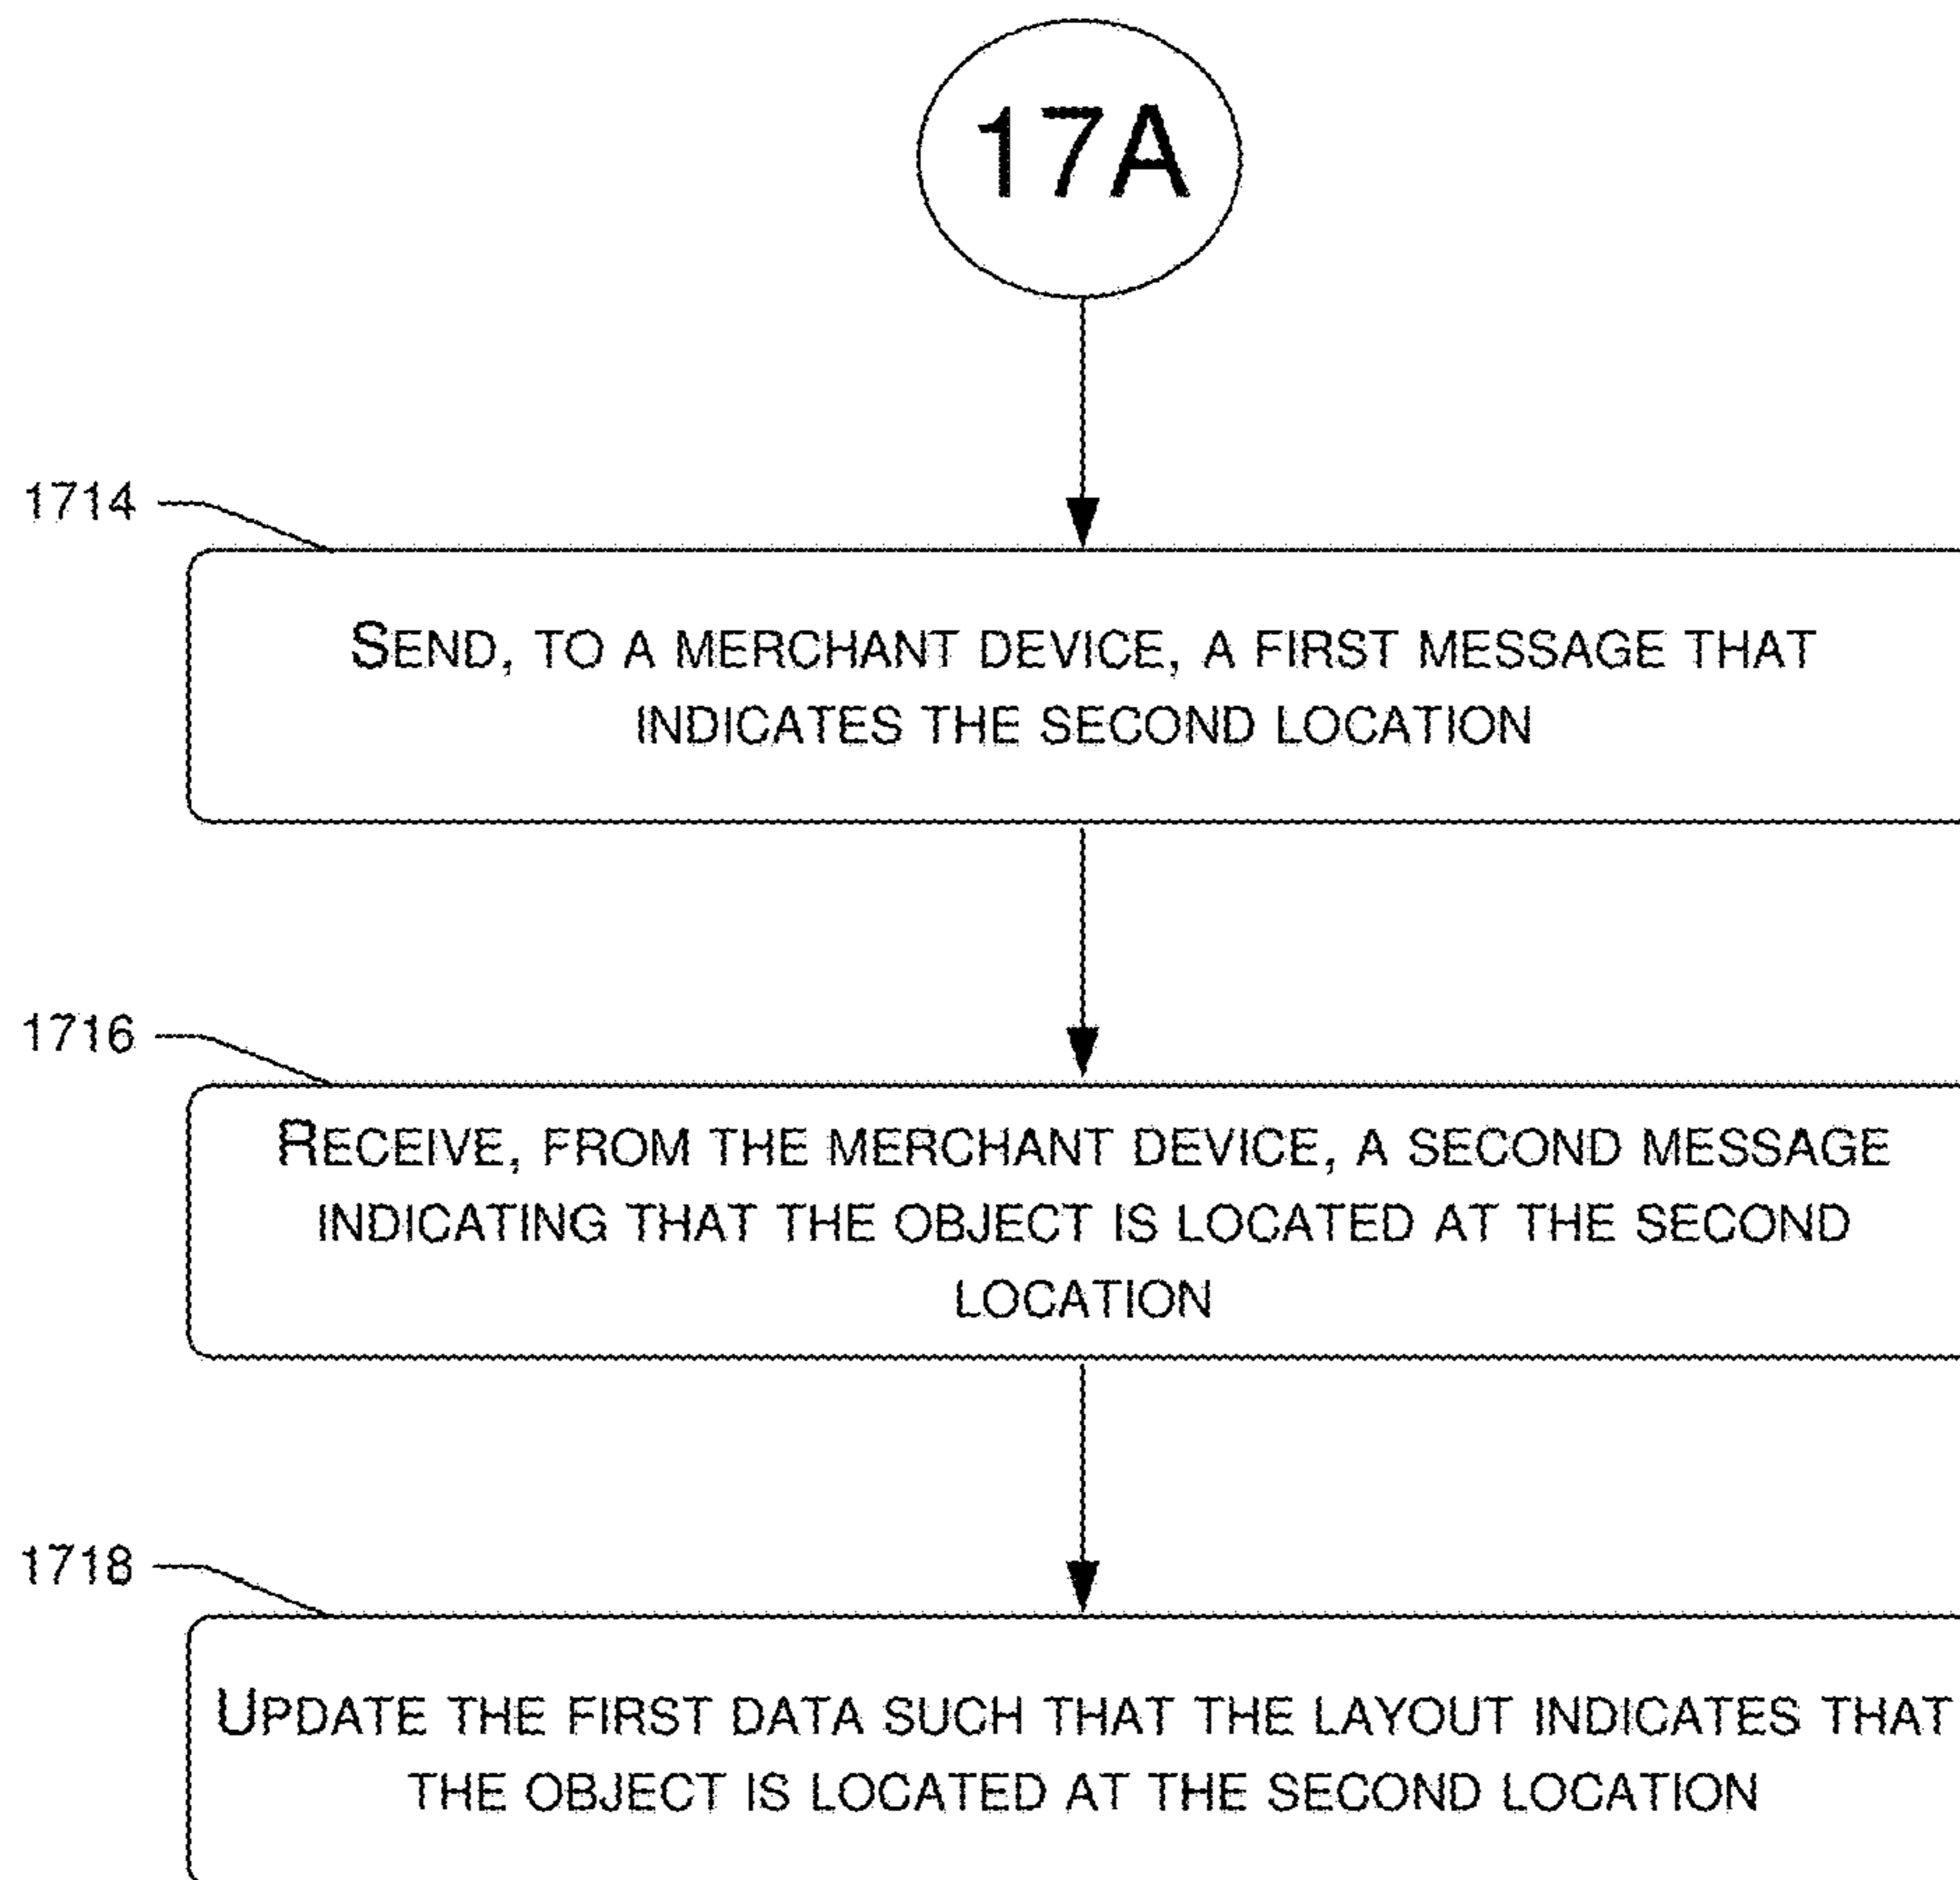 17A
1714
SEND, TO A MERCHANT DEVICE, A FIRST MESSAGE THAT
INDICATES THE SECOND LOCATION
1716
RECEIVE, FROM THE MERCHANT DEVICE, A SECOND MESSAGE
INDICATING THAT THE OBJECT IS LOCATED AT THE SECOND
LOCATION
1718
UPDATE THE FIRST DATA SUCH THAT THE LAYOUT INDICATES THAT
THE OBJECT IS LOCATED AT THE SECOND LOCATION